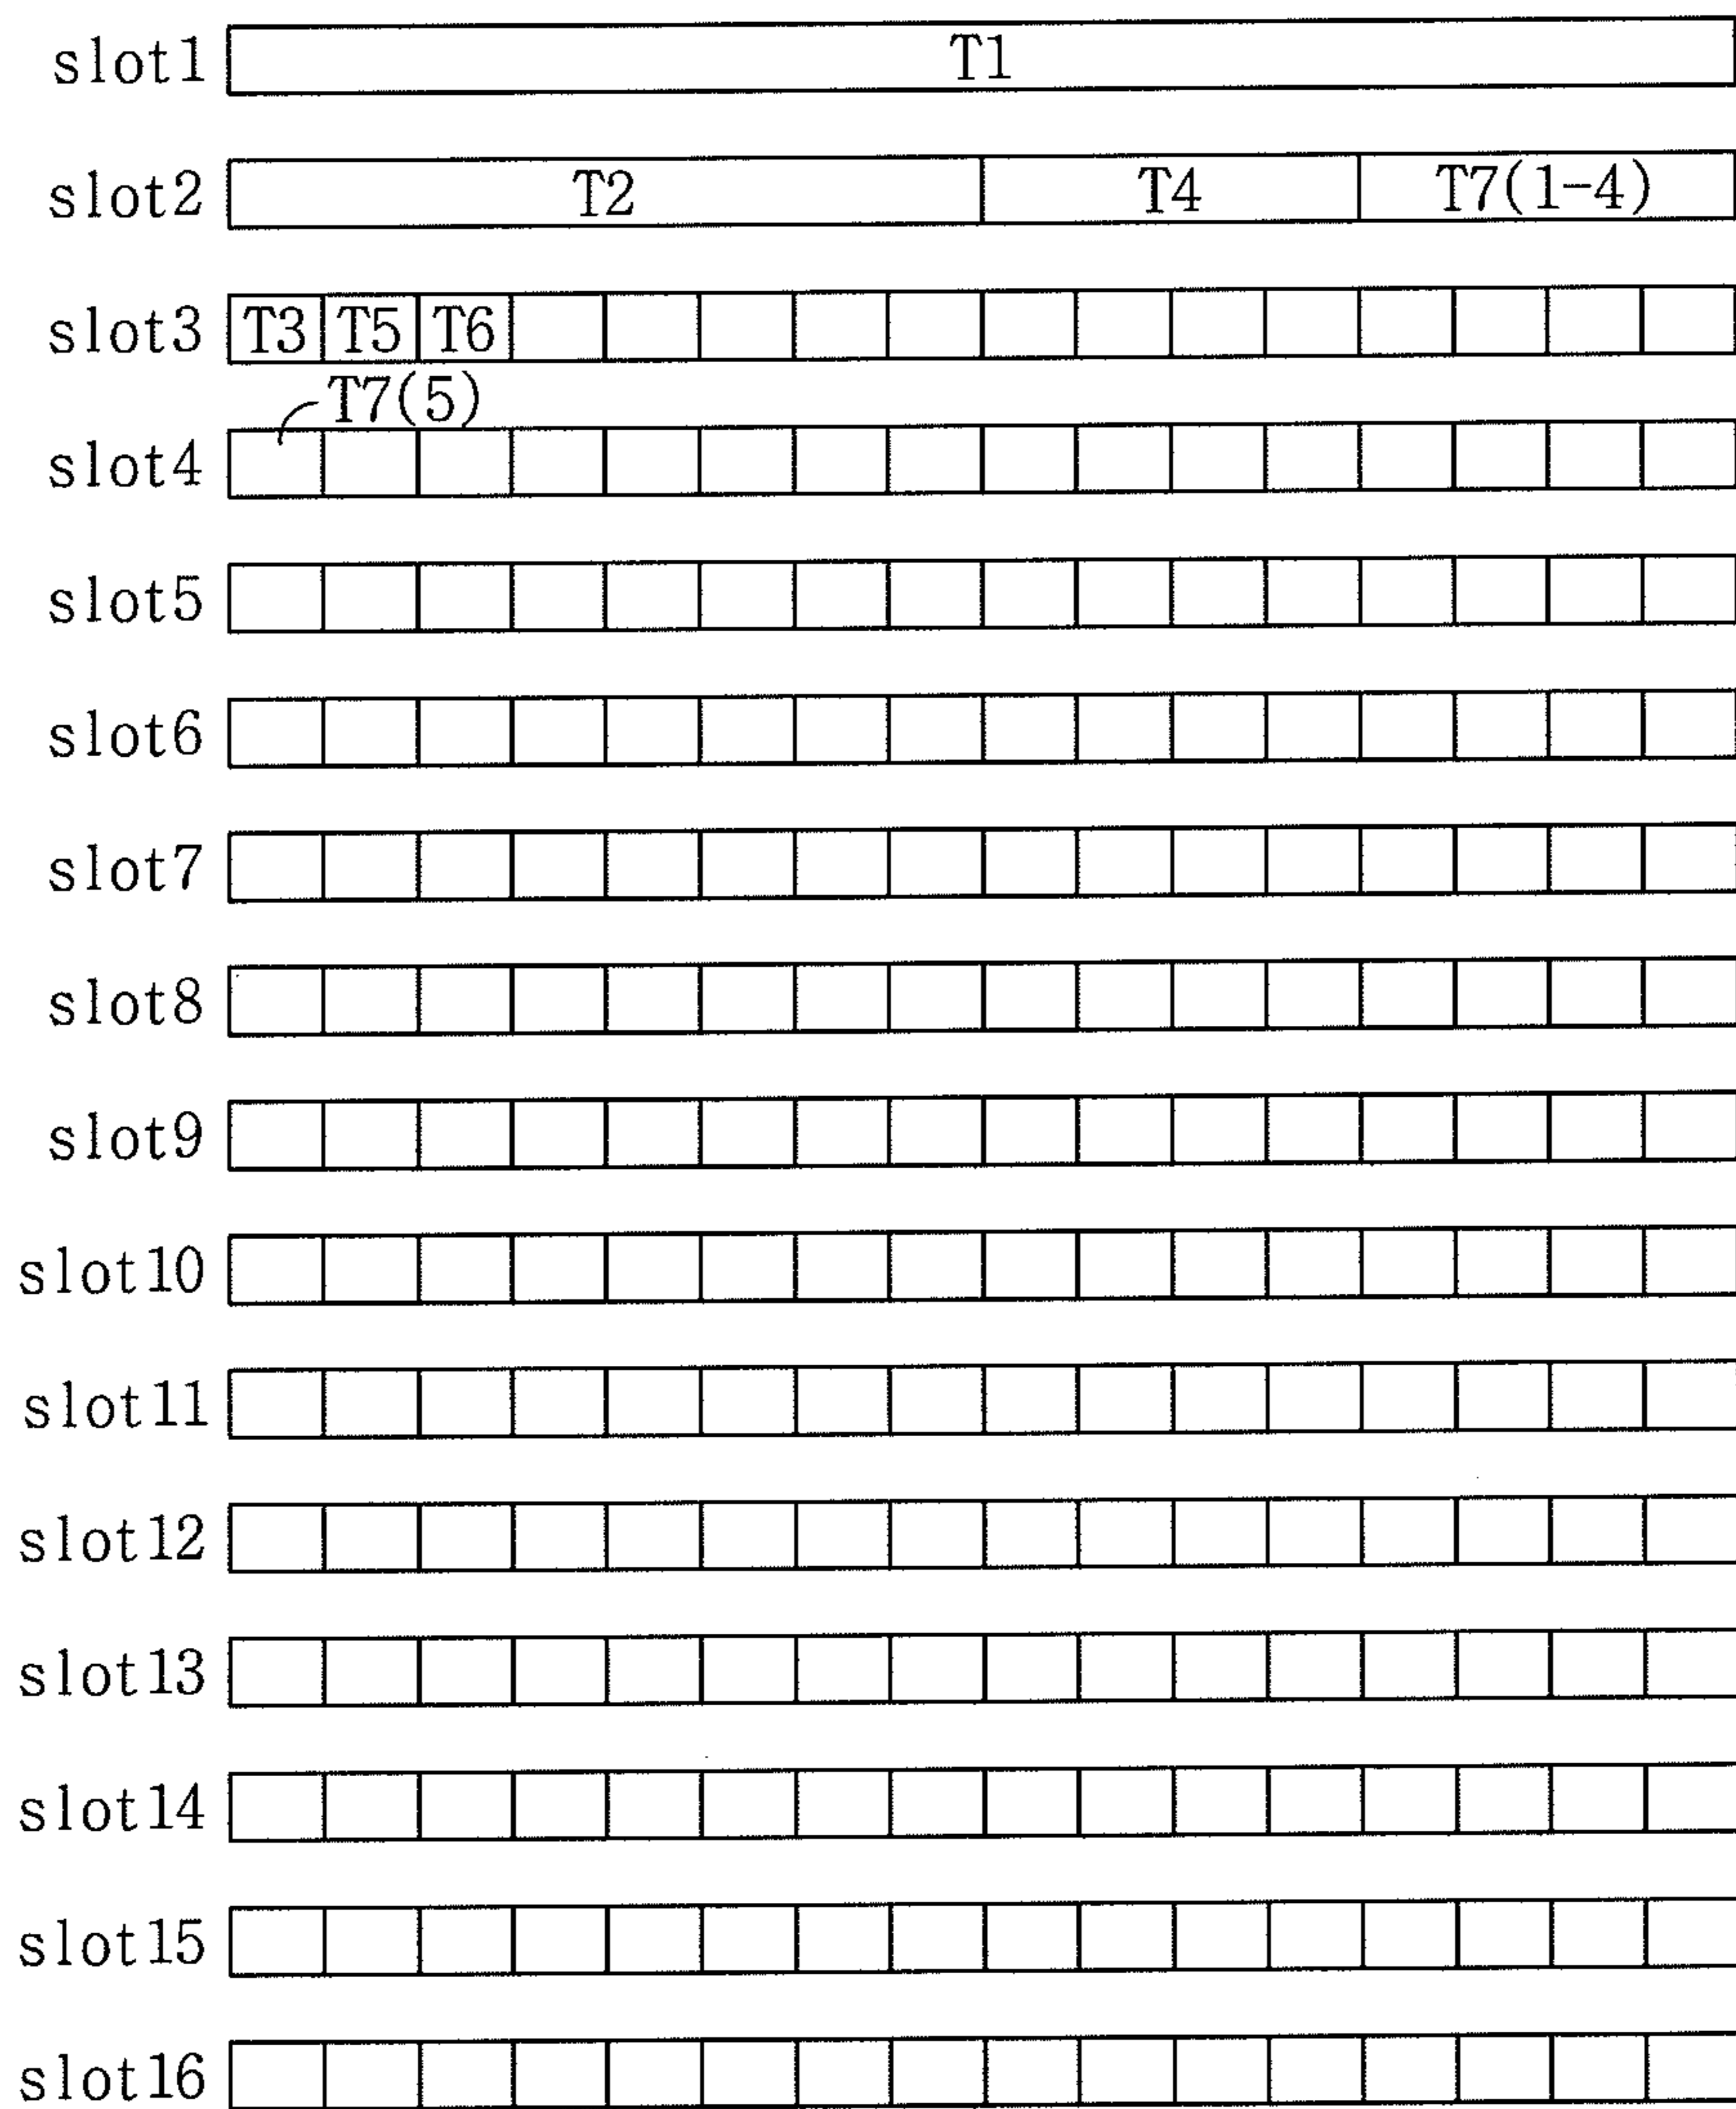 slot1 T1
slot2 T2 T4 T7(1-4)
slot3 T3 T5 T6
T7(5)
slot4
slot5
slot6
slot7
slot8
slot9
slot10
slot11
slot12
slot13
slot14
slot15
slot16